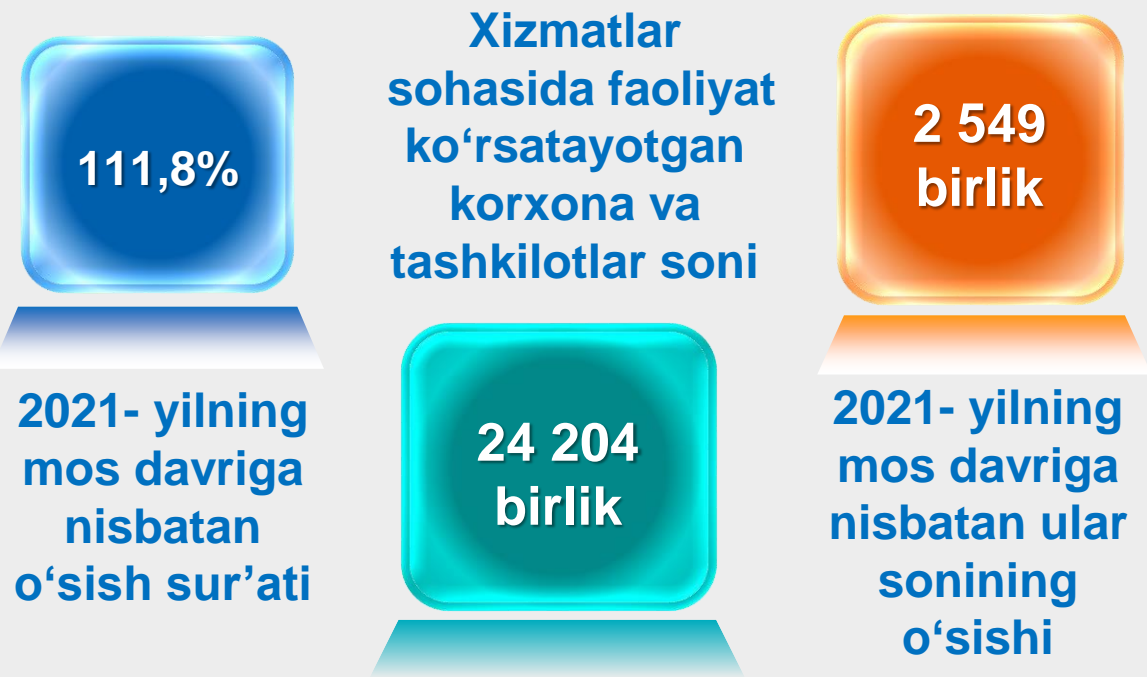 111,8%
2021- yilning
mos davriga
nisbatan
o‘sish sur’ati
Xizmatlar
sohasida faoliyat
ko‘rsatayotgan
korxona va
tashkilotlar soni
24 204
birlik
2 549
birlik
2021- yilning
mos davriga
nisbatan ular
sonining
o‘sishi